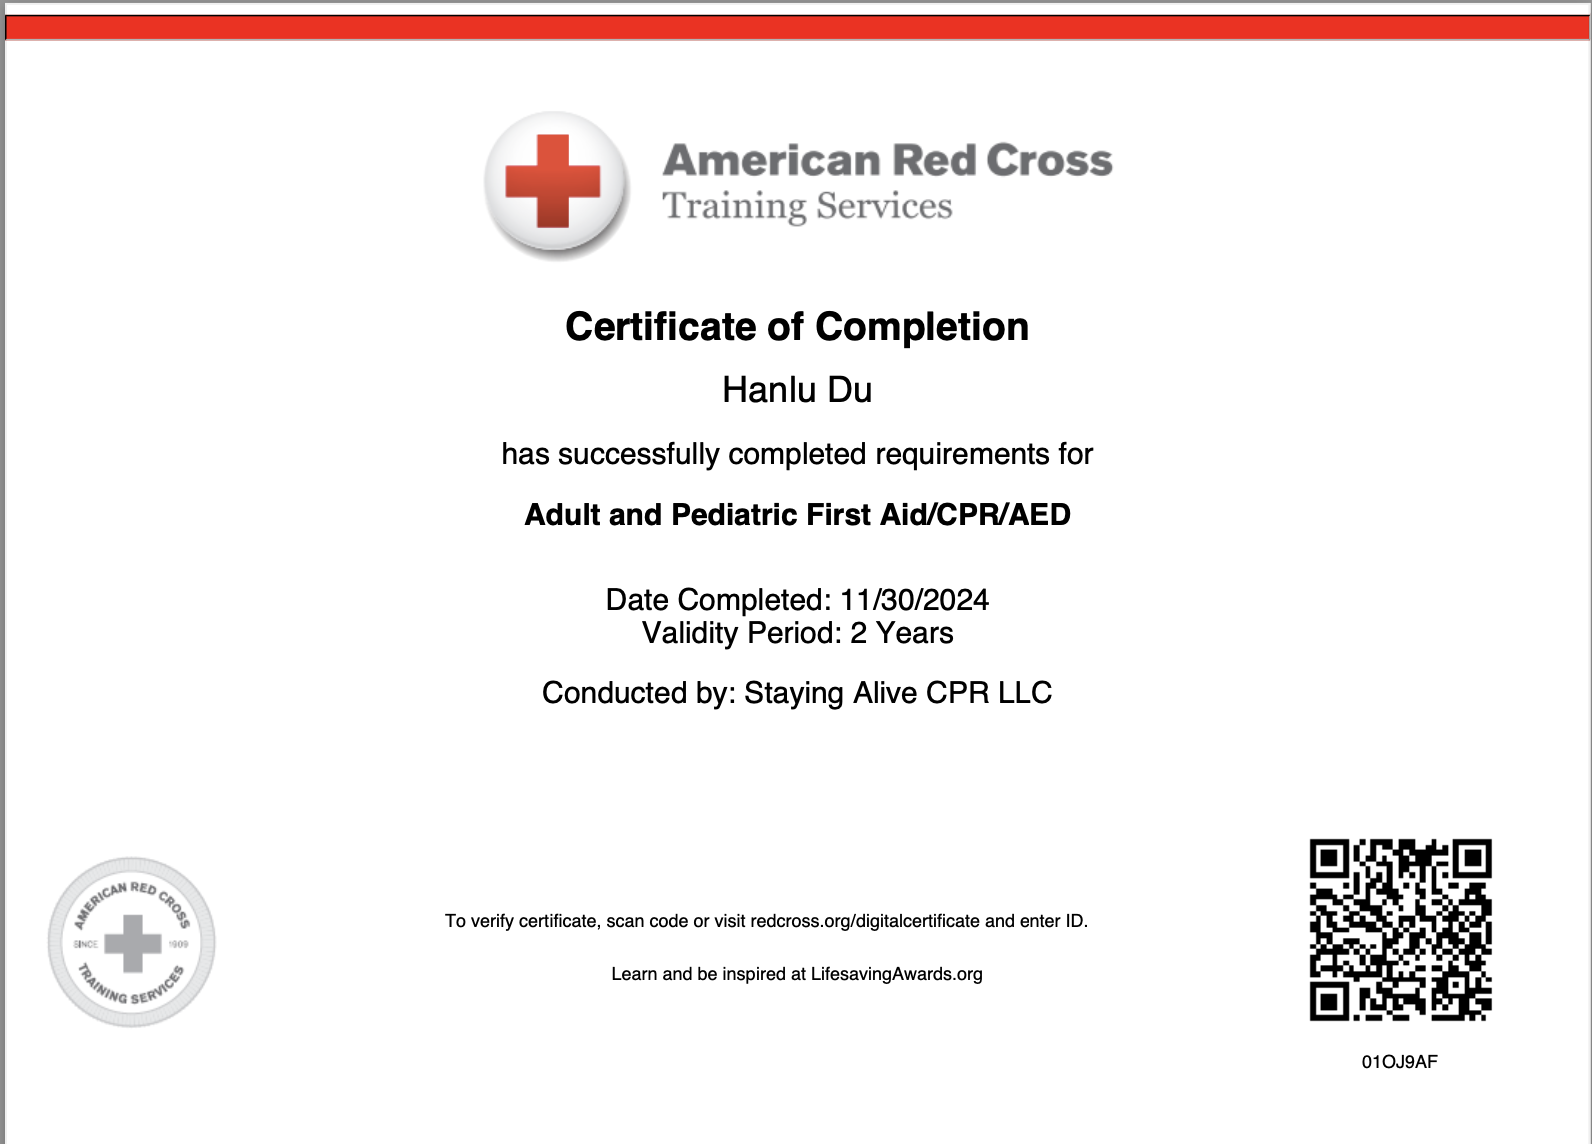 American Red Cross
Training Services
Certificate of Completion
Hanlu Du
has successfully completed requirements for
Adult and Pediatric First Aid/CPR/AED
Date Completed: 11/30/2024
Validity Period: 2 Years
Conducted by: Staying Alive CPR LLC
AMERICAN RED CROSS
SINCE 1909
TRAINING SERVICES
To verify certificate, scan code or visit redcross.org/digitalcertificate and enter ID.
Learn and be inspired at LifesavingAwards.org
01OJ9AF